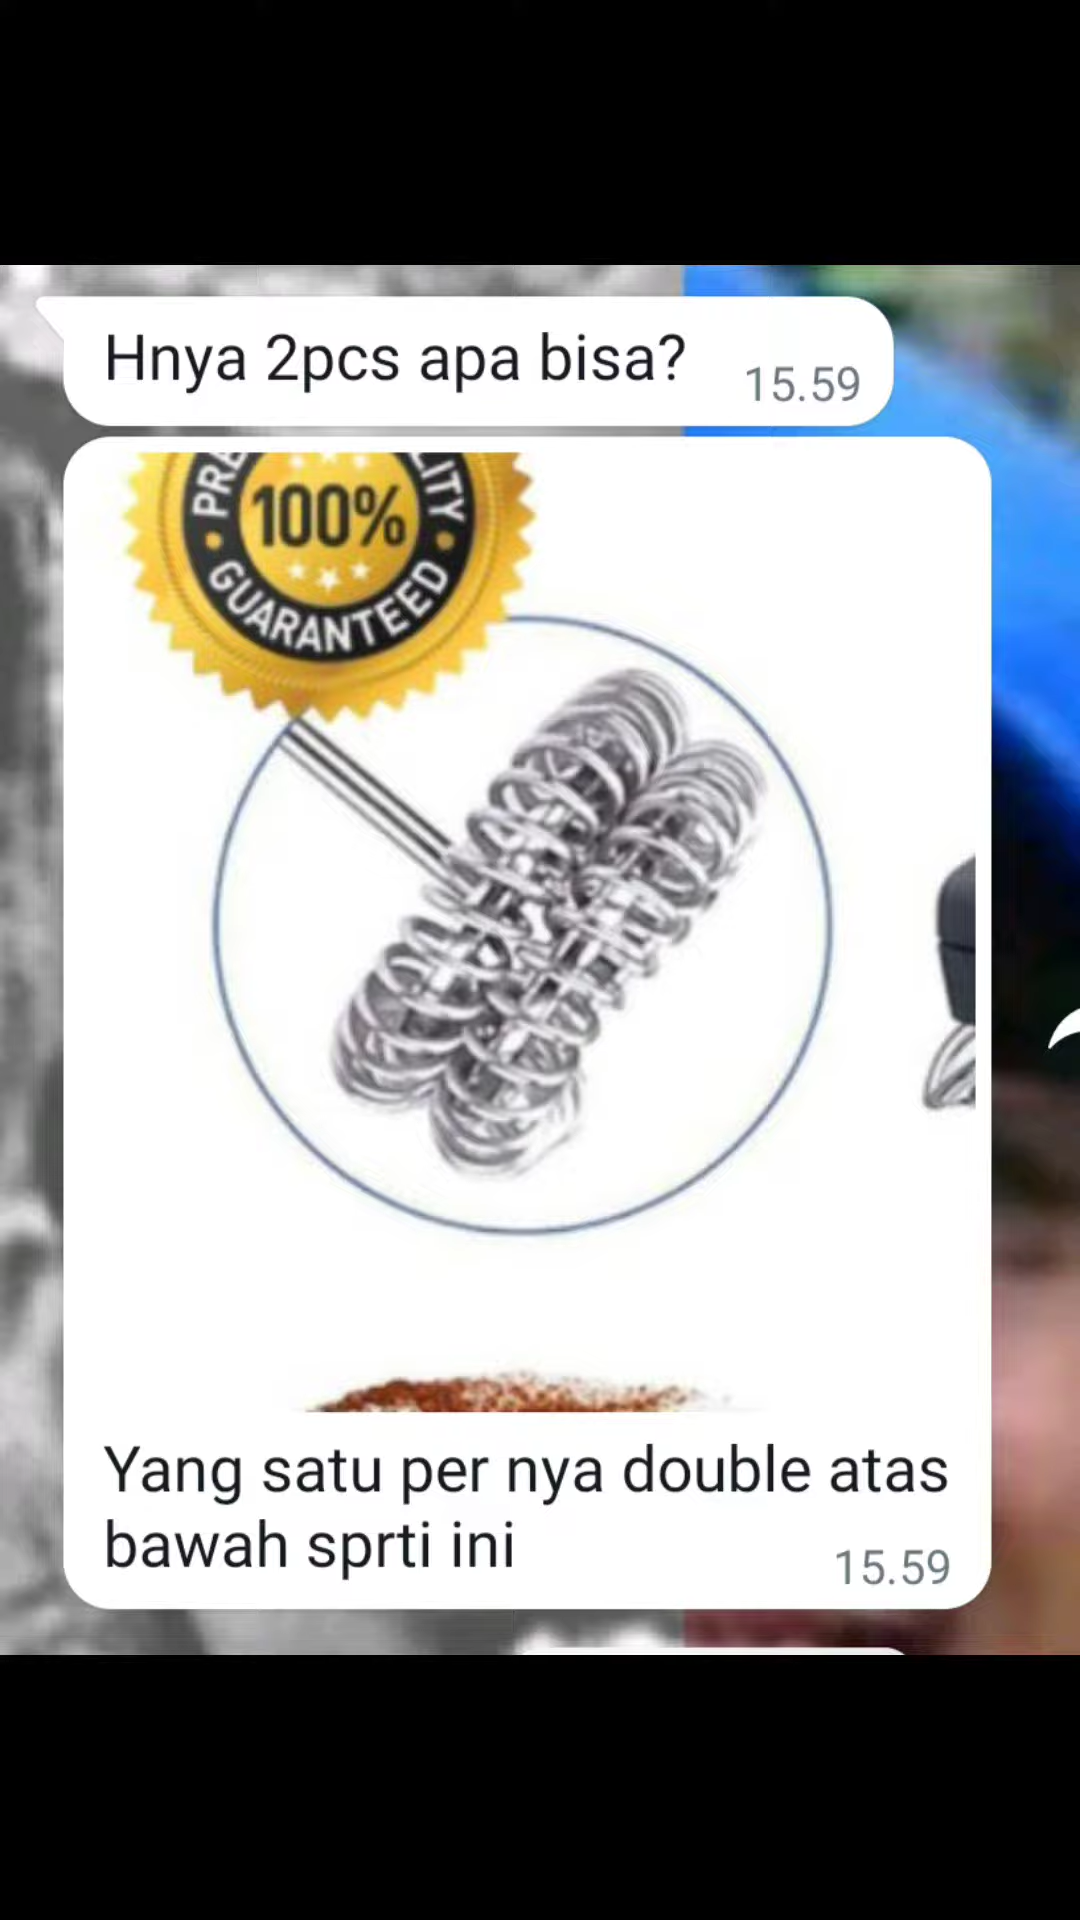 Hnya 2pcs apa bisa?
15.59
100%
GUARANTEED
Yang satu per nya double atas
bawah sprti ini
15.59